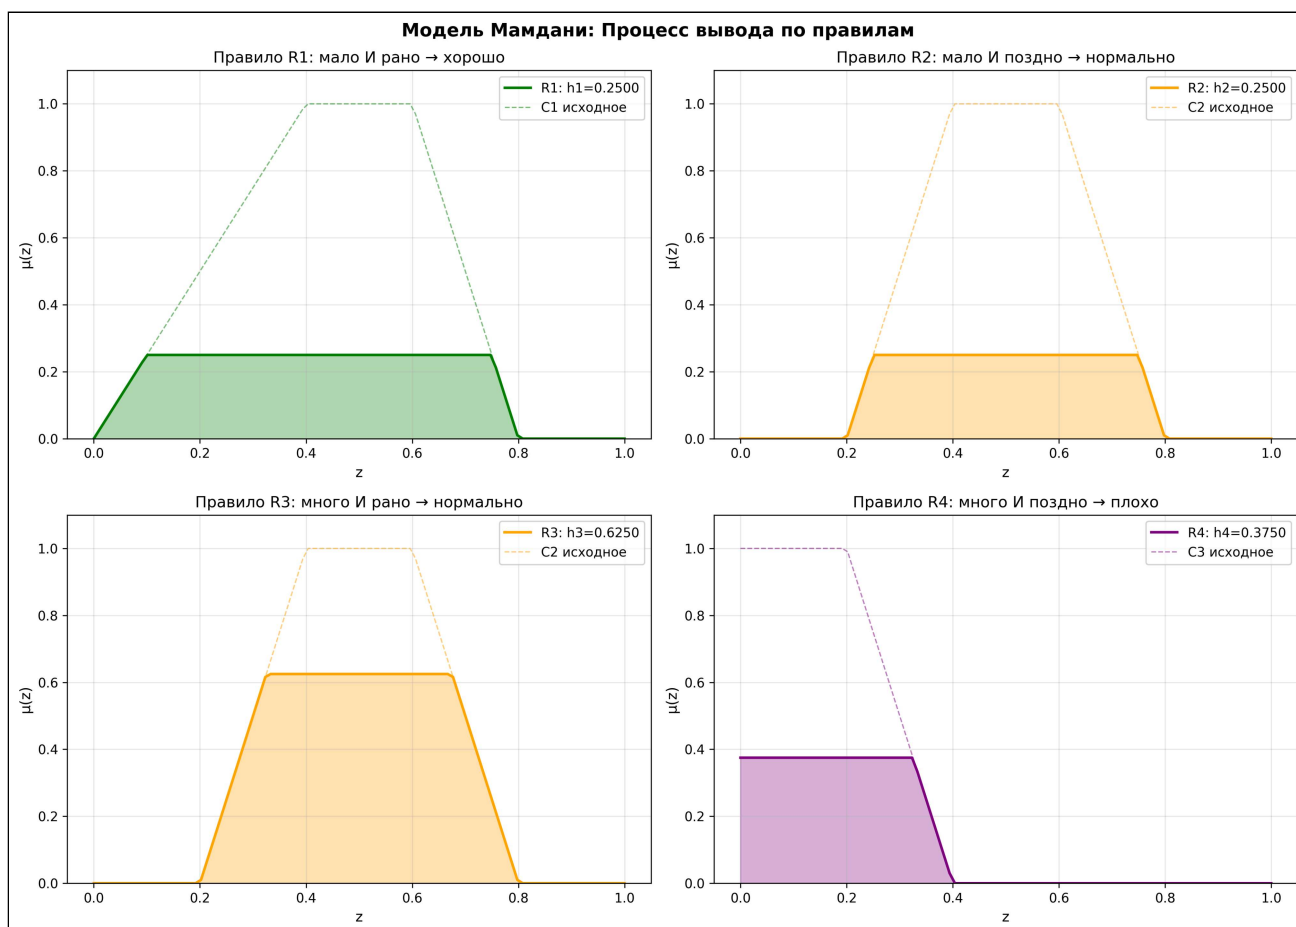 Модель Мамдани: Процесс вывода по правилам
Правило R1: мало И рано → хорошо
R1: h1=0.2500
C1 исходное
μ(z)
1.0
0.8
0.6
0.4
0.2
0.0
0.0 0.2 0.4 0.6 0.8 1.0
z
Правило R2: мало И поздно → нормально
R2: h2=0.2500
C2 исходное
μ(z)
1.0
0.8
0.6
0.4
0.2
0.0
0.0 0.2 0.4 0.6 0.8 1.0
z
Правило R3: много И рано → нормально
R3: h3=0.6250
C2 исходное
μ(z)
1.0
0.8
0.6
0.4
0.2
0.0
0.0 0.2 0.4 0.6 0.8 1.0
z
Правило R4: много И поздно → плохо
R4: h4=0.3750
C3 исходное
μ(z)
1.0
0.8
0.6
0.4
0.2
0.0
0.0 0.2 0.4 0.6 0.8 1.0
z